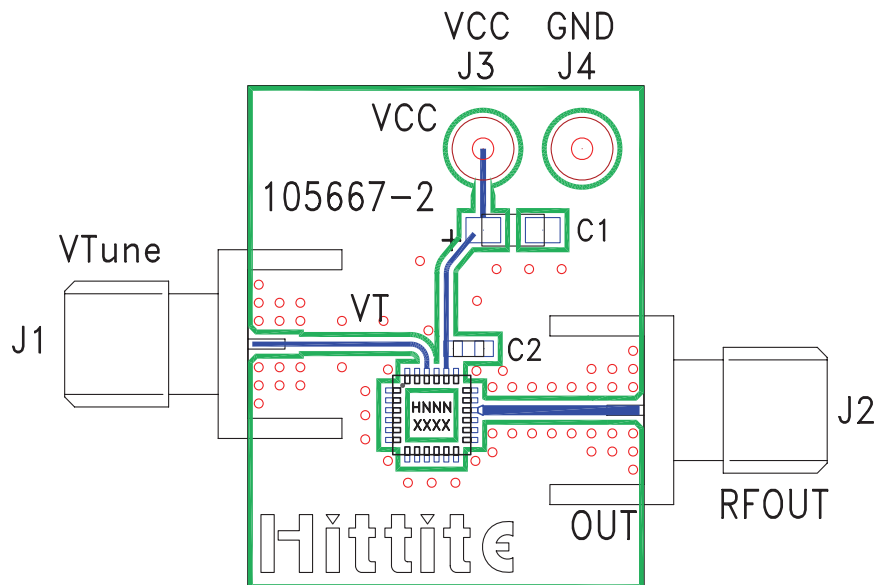 VCC GND
J3 J4
VCC
105667-2
+
C1
VTune
VT
J1
C2
HNNN
XXXX
J2
RFOUT
OUT
Hittite